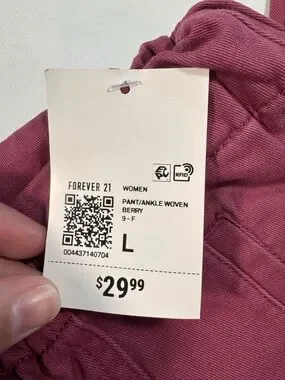 RFID
FOREVER 21
WOMEN
PANT/ANKLE WOVEN
BERRY
9 - F
L
004437140704
$29.99